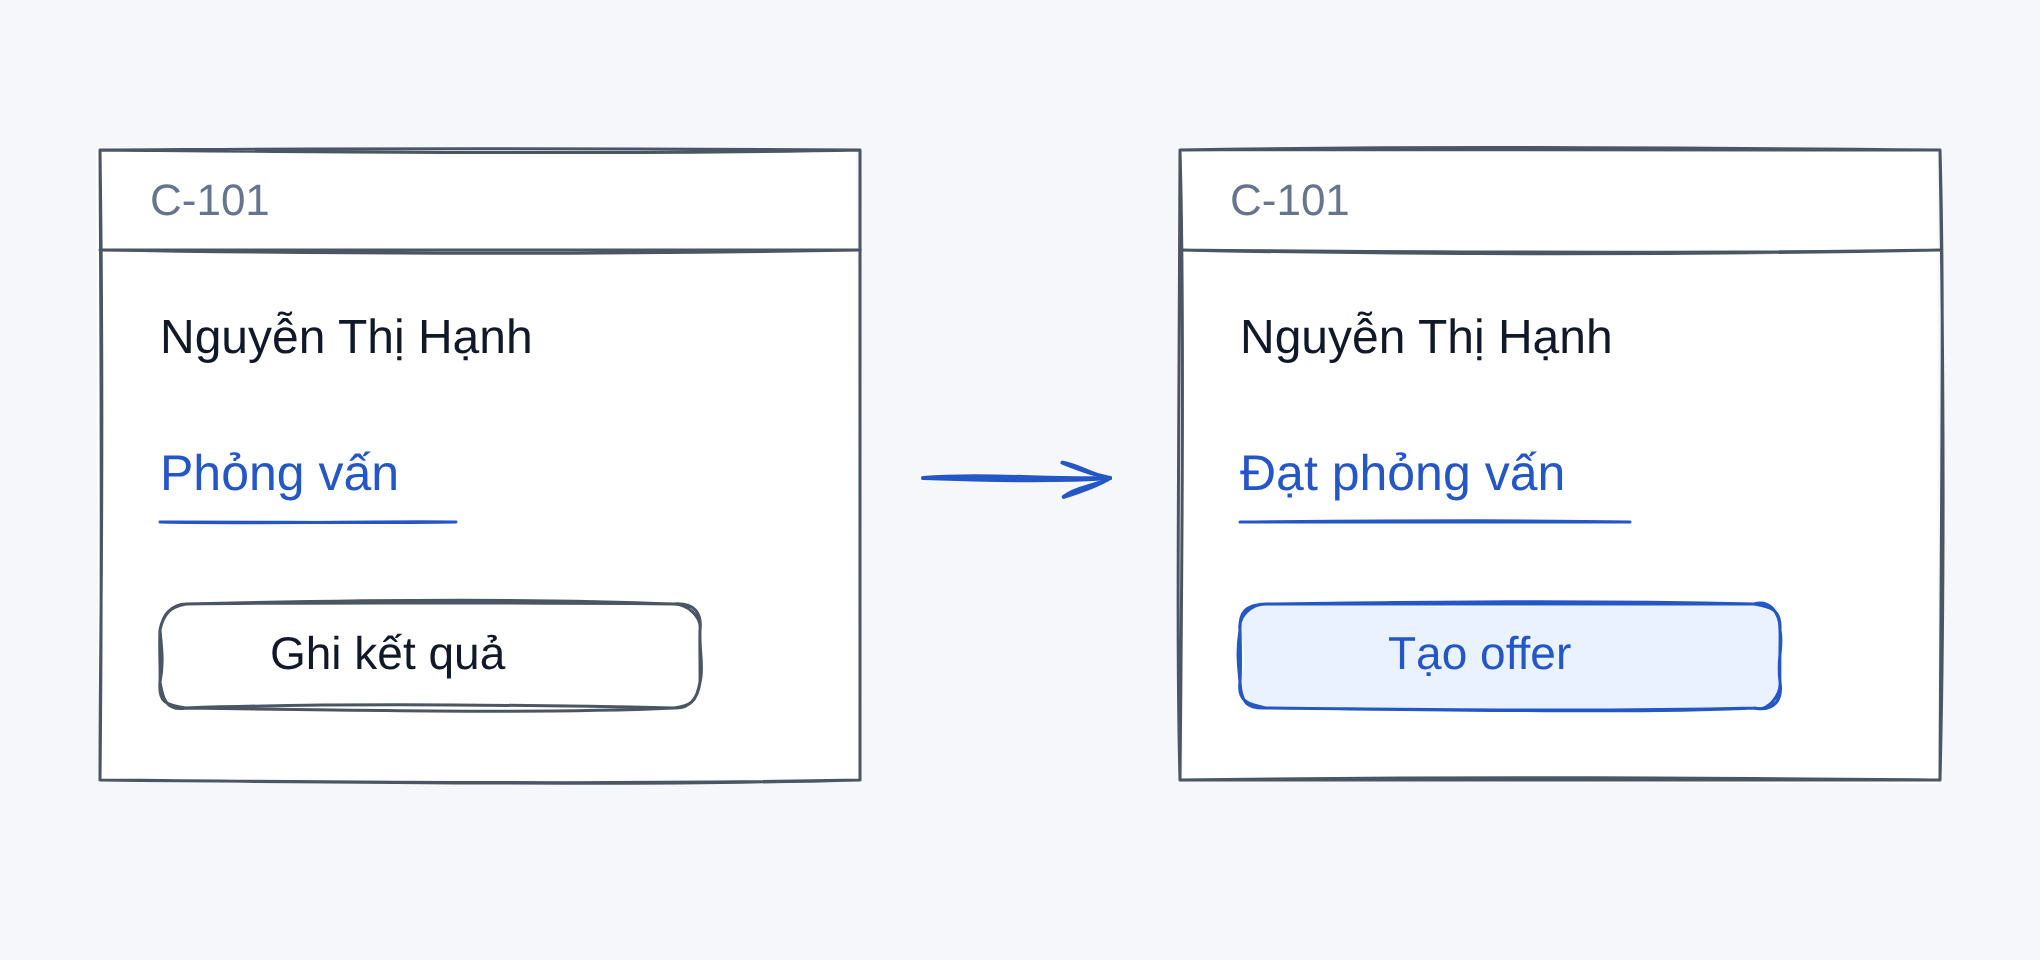 C-101
Nguyễn Thị Hạnh
Phỏng vấn
Ghi kết quả
C-101
Nguyễn Thị Hạnh
Đạt phỏng vấn
Tạo offer